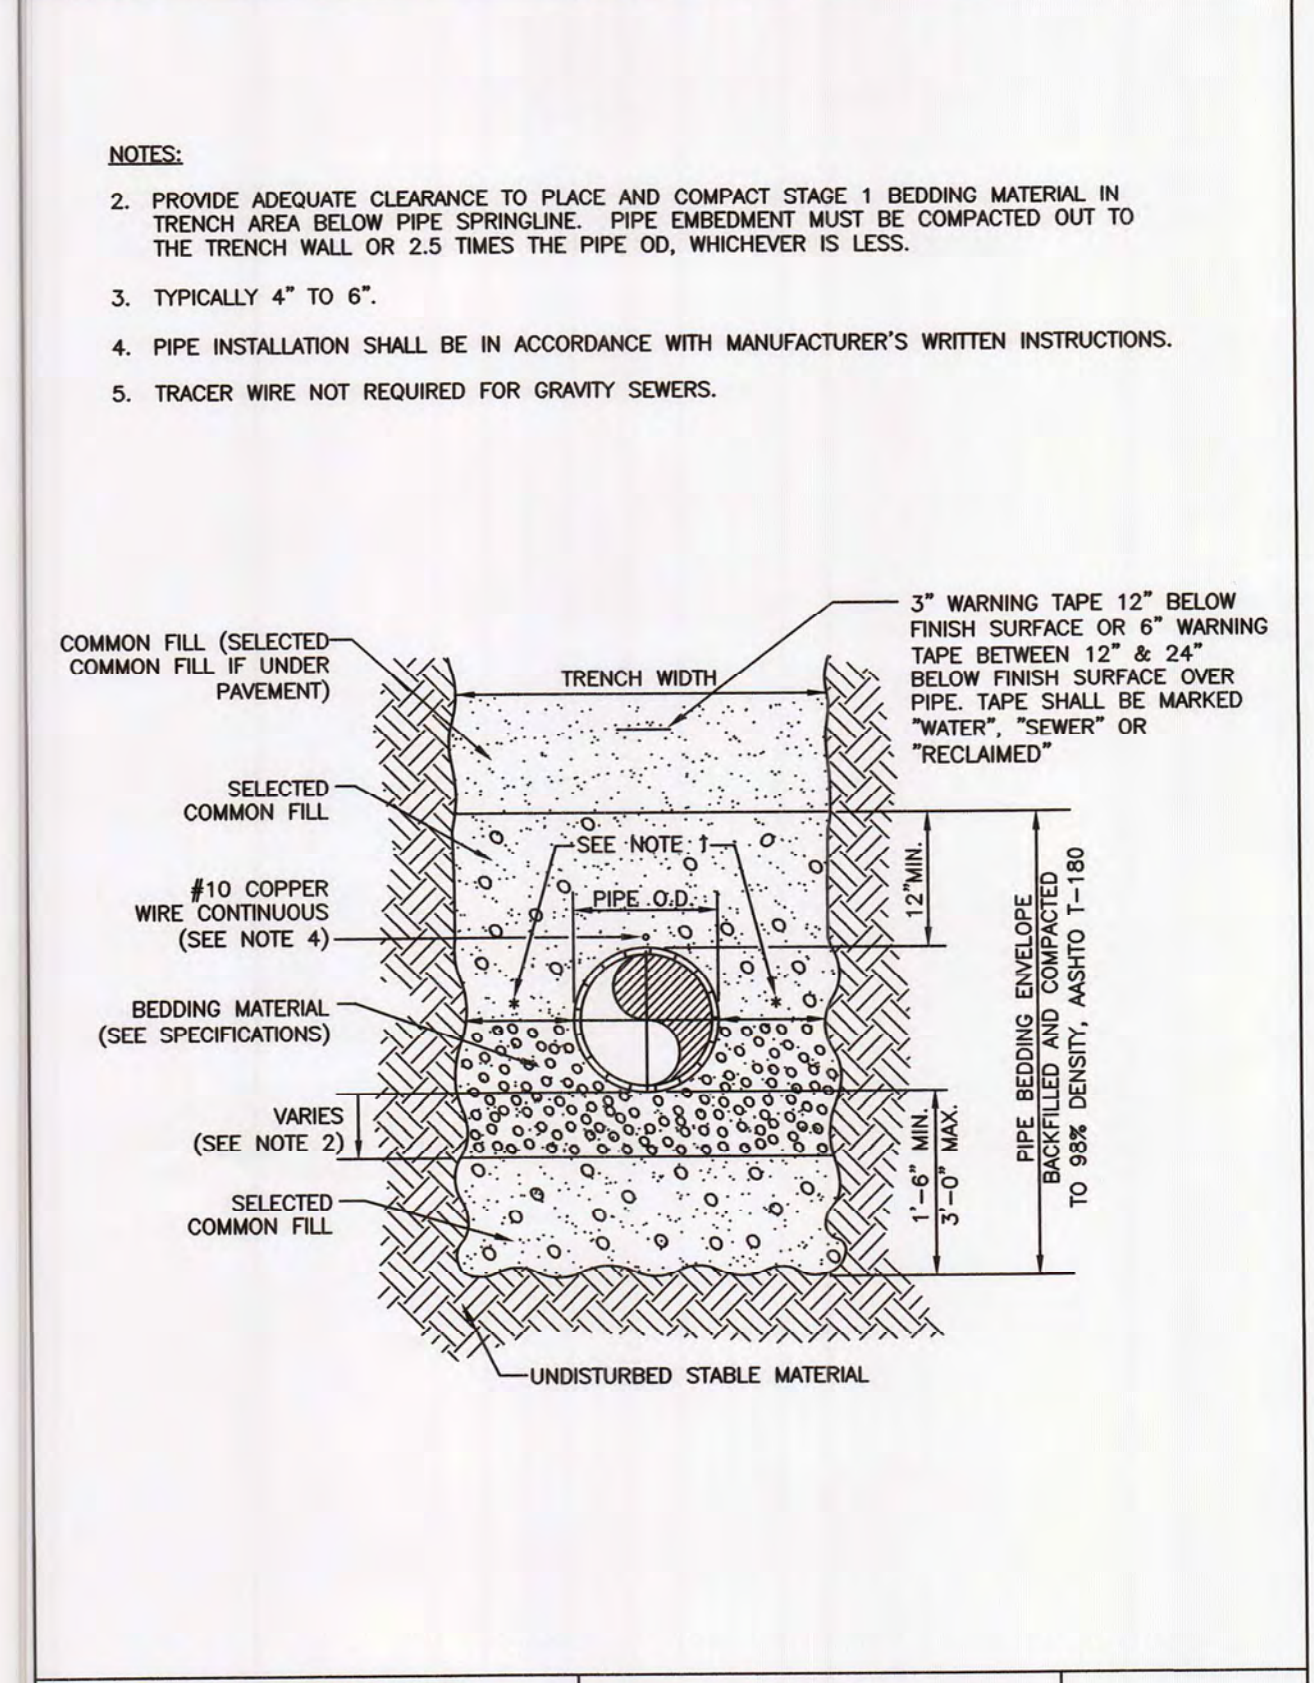 NOTES:
2. PROVIDE ADEQUATE CLEARANCE TO PLACE AND COMPACT STAGE 1 BEDDING MATERIAL IN
TRENCH AREA BELOW PIPE SPRINGLINE. PIPE EMBEDMENT MUST BE COMPACTED OUT TO
THE TRENCH WALL OR 2.5 TIMES THE PIPE OD, WHICHEVER IS LESS.
3. TYPICALLY 4" TO 6".
4. PIPE INSTALLATION SHALL BE IN ACCORDANCE WITH MANUFACTURER'S WRITTEN INSTRUCTIONS.
5. TRACER WIRE NOT REQUIRED FOR GRAVITY SEWERS.
3" WARNING TAPE 12" BELOW
FINISH SURFACE OR 6" WARNING
TAPE BETWEEN 12" & 24"
BELOW FINISH SURFACE OVER
PIPE. TAPE SHALL BE MARKED
"WATER", "SEWER" OR
"RECLAIMED"
COMMON FILL (SELECTED
COMMON FILL IF UNDER
PAVEMENT)
TRENCH WIDTH
SELECTED
COMMON FILL
SEE NOTE 1
#10 COPPER
WIRE CONTINUOUS
(SEE NOTE 4)
PIPE O.D.
12" MIN.
*
*
BEDDING MATERIAL
(SEE SPECIFICATIONS)
VARIES
(SEE NOTE 2)
1'-6" MIN.
3'-0" MAX.
PIPE BEDDING ENVELOPE
BACKFILLED AND COMPACTED
TO 98% DENSITY, AASHTO T-180
SELECTED
COMMON FILL
UNDISTURBED STABLE MATERIAL